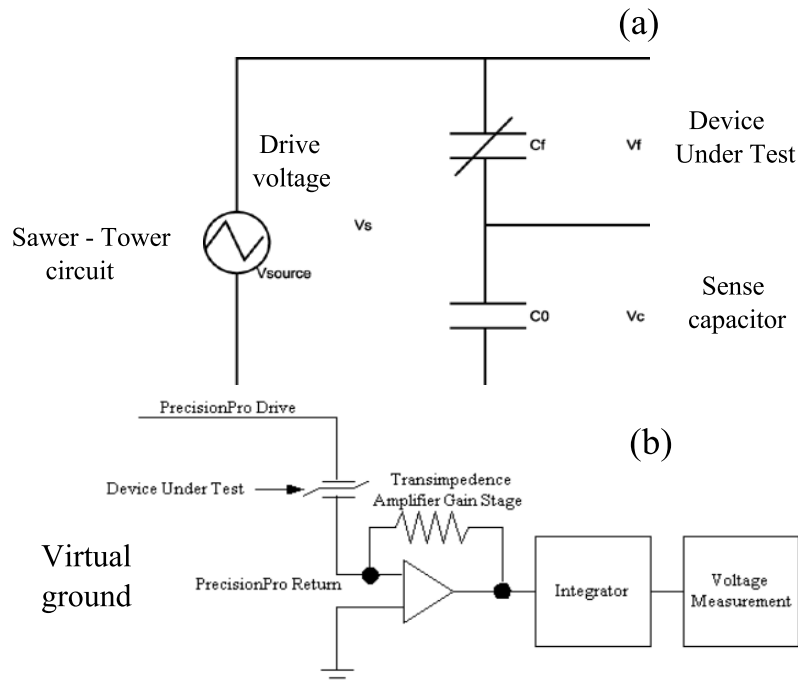 (a)
Drive
voltage
Device
Under Test
Cf
Vf
Vs
Sawer - Tower
circuit
Vsource
Sense
capacitor
C0
Vc
PrecisionPro Drive
(b)
Device Under Test
Transimpedence
Amplifier Gain Stage
Virtual
ground
PrecisionPro Return
Integrator
Voltage
Measurement